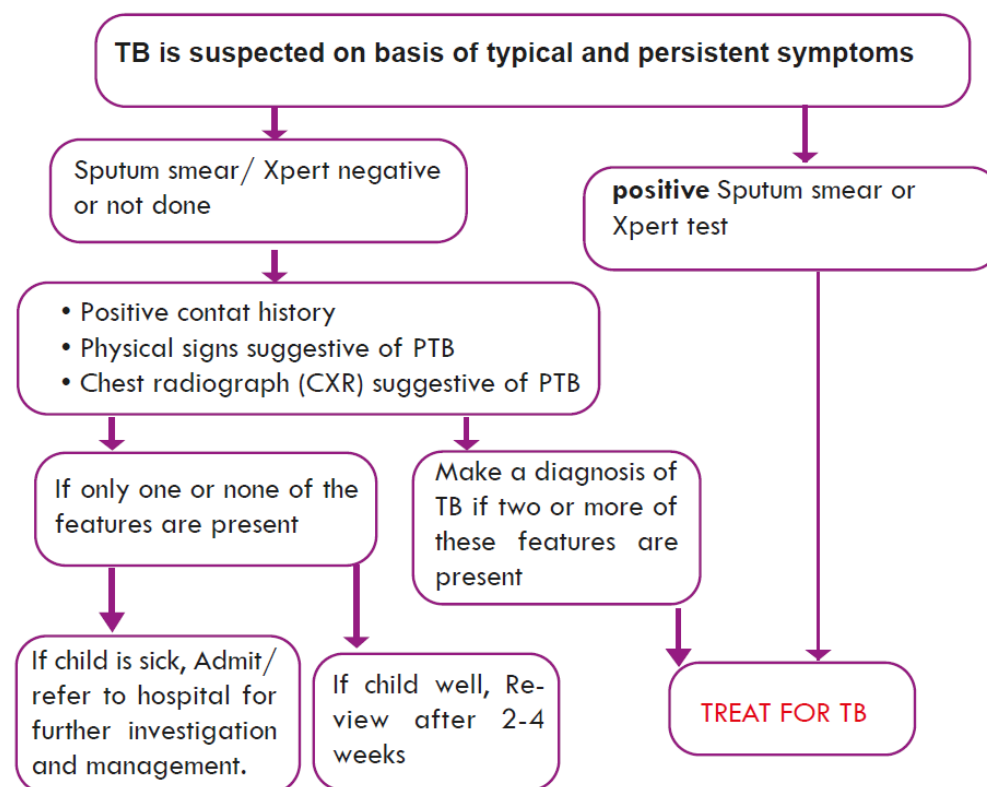 TB is suspected on basis of typical and persistent symptoms
Sputum smear/ Xpert negative
or not done
positive Sputum smear or
Xpert test
• Positive contat history
• Physical signs suggestive of PTB
• Chest radiograph (CXR) suggestive of PTB
If only one or none of the
features are present
Make a diagnosis of
TB if two or more of
these features are
present
If child is sick, Admit/
refer to hospital for
further investigation
and management.
If child well, Re-
view after 2-4
weeks
TREAT FOR TB